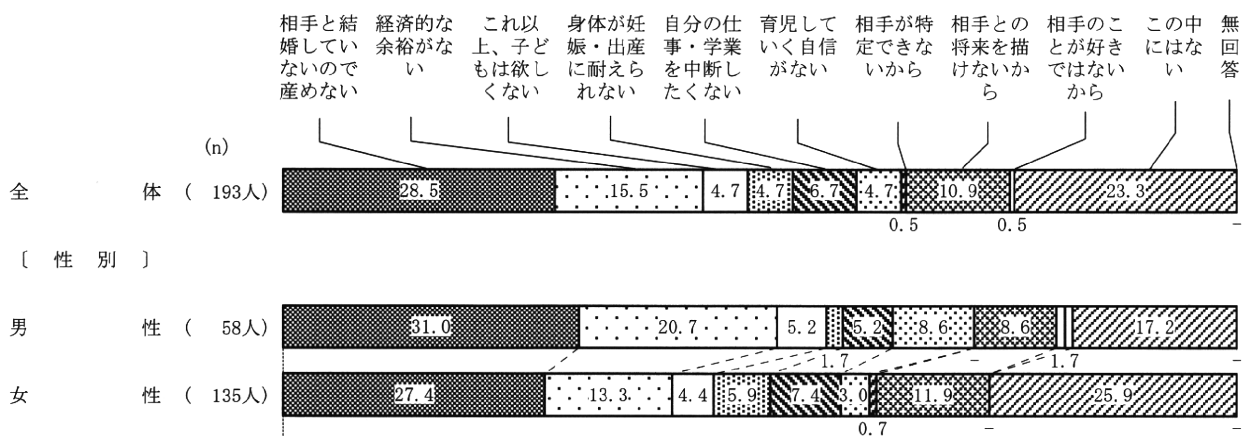 相手と結
婚してい
ないので
産めない
経済的な
余裕がな
い
これ以
上、子ど
もは欲し
くない
身体が妊
娠・出産
に耐えら
れない
自分の仕
事・学業
を中断し
たくない
育児して
いく自信
がない
相手が特
定できな
いから
相手との
将来を描
けないか
ら
相手のこ
とが好き
ではない
から
この中
にはな
い
無
回
答
(n)
全 体 ( 193人)
28.5 15.5 4.7 4.7 6.7 4.7 10.9 23.3
0.5 0.5 -
〔 性 別 〕
男 性 ( 58人)
31.0 20.7 5.2 5.2 8.6 8.6 17.2
1.7 - 1.7 -
女 性 ( 135人)
27.4 13.3 4.4 5.9 7.4 3.0 11.9 25.9
0.7 - -